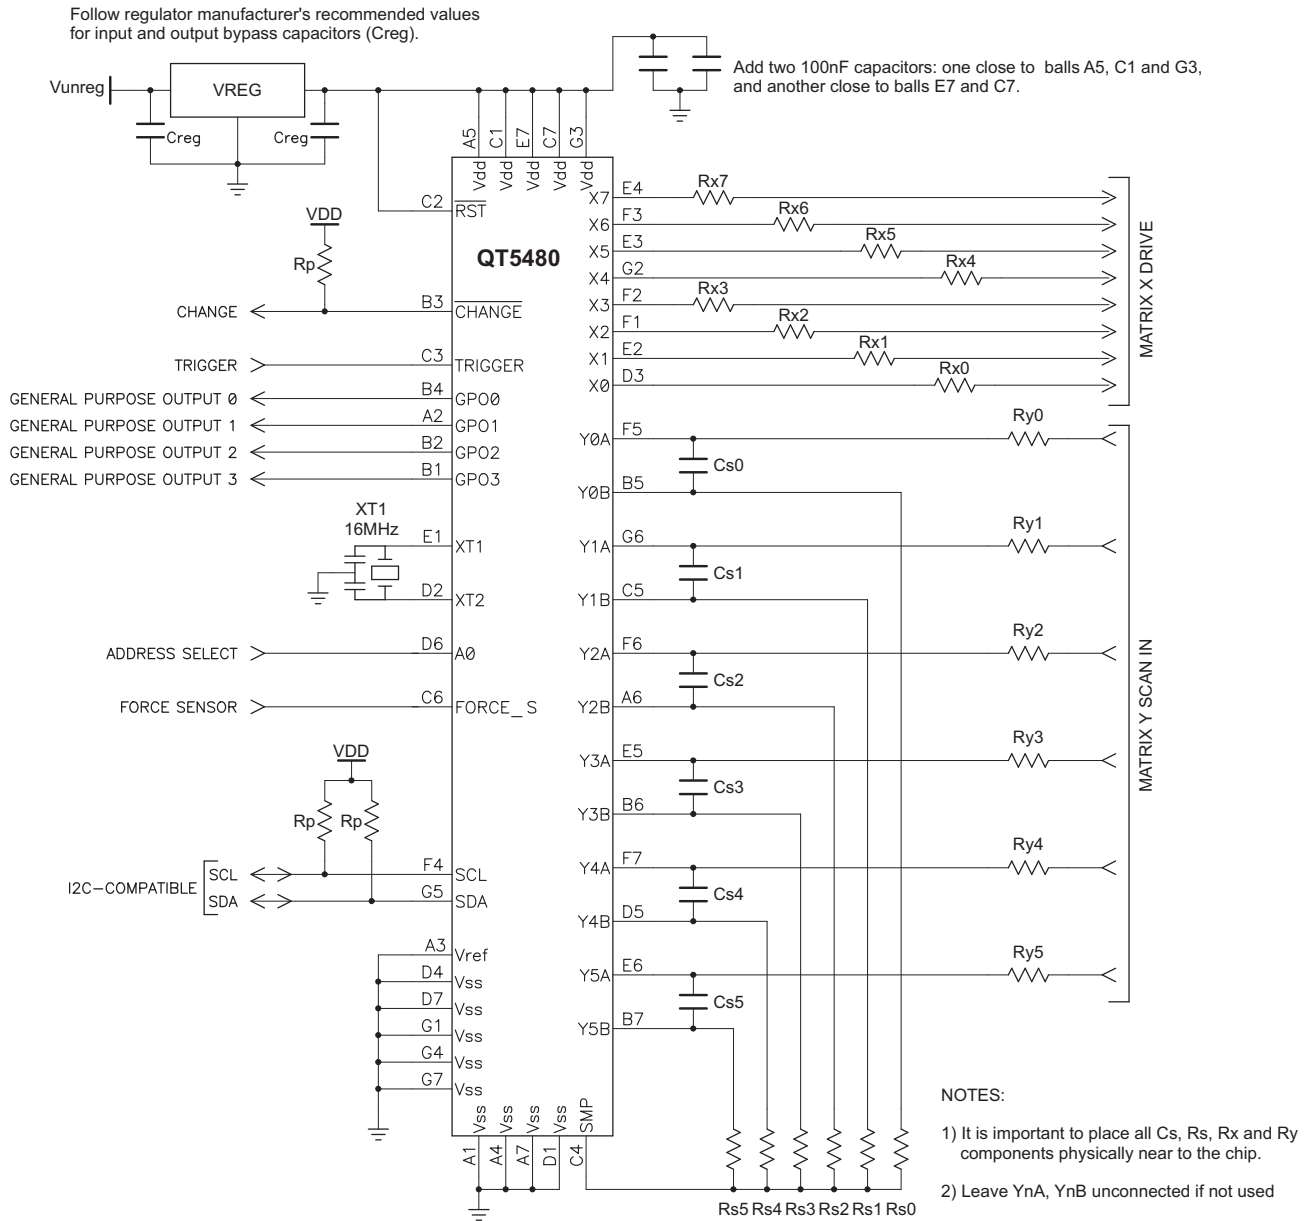 Follow regulator manufacturer's recommended values
for input and output bypass capacitors (Creg).
Vunreg
VREG
Creg
Creg
Add two 100nF capacitors: one close to balls A5, C1 and G3,
and another close to balls E7 and C7.
A5 C1 E7 C7 G3
Vdd Vdd Vdd Vdd Vdd
QT5480
C2 RST
VDD
Rp
CHANGE B3 CHANGE
TRIGGER C3 TRIGGER
GENERAL PURPOSE OUTPUT 0 B4 GPO0
GENERAL PURPOSE OUTPUT 1 A2 GPO1
GENERAL PURPOSE OUTPUT 2 B2 GPO2
GENERAL PURPOSE OUTPUT 3 B1 GPO3
XT1
16MHz
E1 XT1
D2 XT2
ADDRESS SELECT D6 A0
FORCE SENSOR C6 FORCE_S
VDD
Rp Rp
I2C-COMPATIBLE
SCL F4 SCL
SDA G5 SDA
A3 Vref
D4 Vss
D7 Vss
G1 Vss
G4 Vss
G7 Vss
Vss Vss Vss Vss SMP
A1 A4 A7 D1 C4
X7 E4 Rx7
X6 F3 Rx6
X5 E3 Rx5
X4 G2 Rx4
X3 F2 Rx3
X2 F1 Rx2
X1 E2 Rx1
X0 D3 Rx0
MATRIX X DRIVE
Y0A F5 Ry0
Cs0
Y0B B5
Y1A G6 Ry1
Cs1
Y1B C5
Y2A F6 Ry2
Cs2
Y2B A6
Y3A E5 Ry3
Cs3
Y3B B6
Y4A F7 Ry4
Cs4
Y4B D5
Y5A E6 Ry5
Cs5
Y5B B7
MATRIX Y SCAN IN
Rs5 Rs4 Rs3 Rs2 Rs1 Rs0
NOTES:
1) It is important to place all Cs, Rs, Rx and Ry
components physically near to the chip.
2) Leave YnA, YnB unconnected if not used